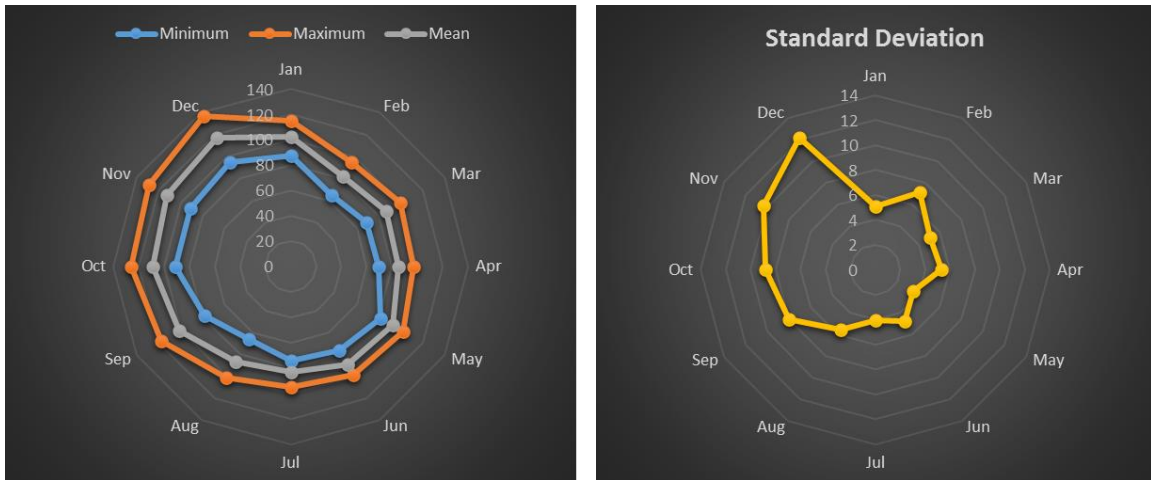 Minimum Maximum Mean
Jan
Feb
Mar
Apr
May
Jun
Jul
Aug
Sep
Oct
Nov
Dec
140
120
100
80
60
40
20
0
Standard Deviation
Jan
Feb
Mar
Apr
May
Jun
Jul
Aug
Sep
Oct
Nov
Dec
14
12
10
8
6
4
2
0